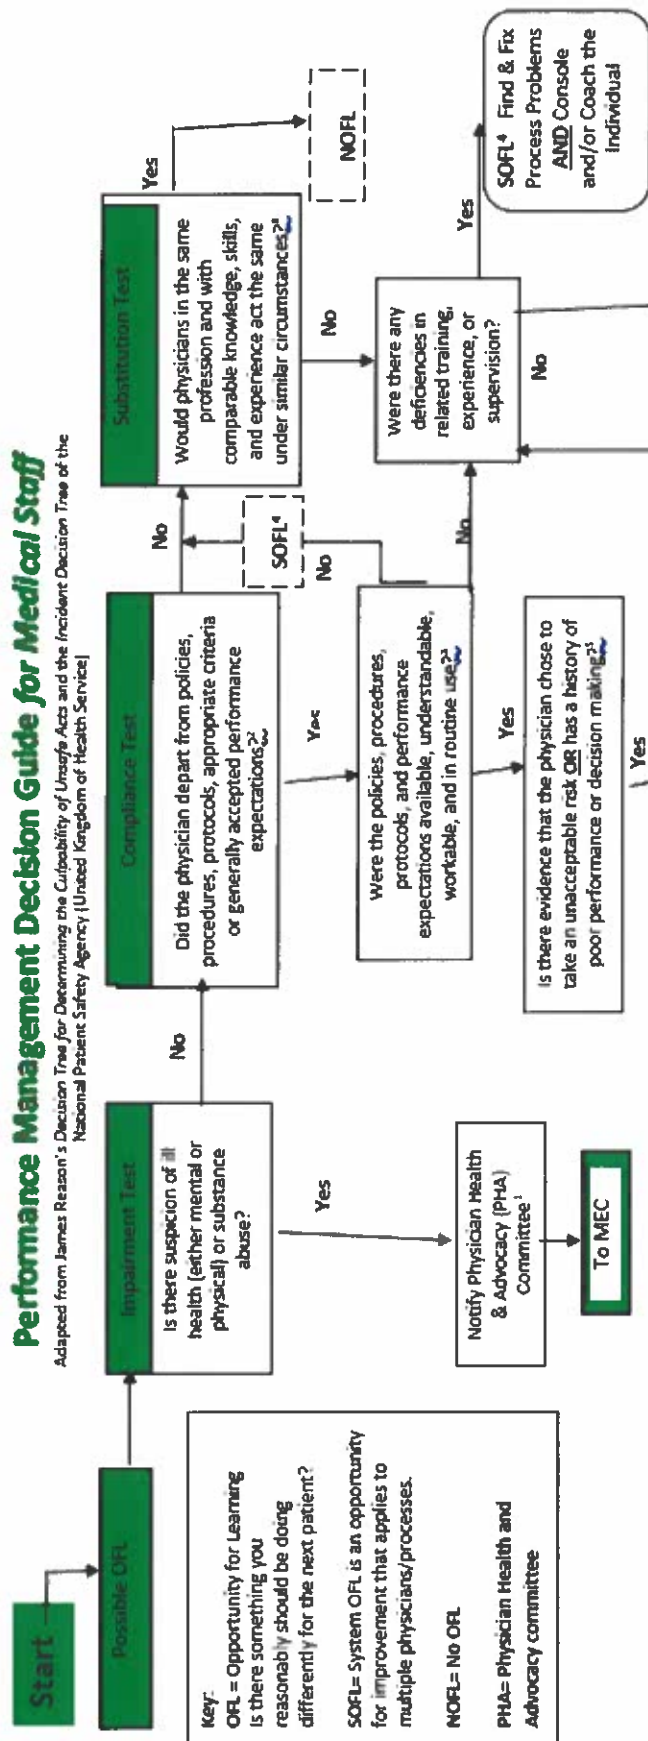 Performance Management Decision Guide for Medical Staff
Adapted from James Reason's Decision Tree for Determining the Culpability of Unsafe Acts and the Incident Decision Tree of the
National Patient Safety Agency (United Kingdom of Health Service)
Start
Possible OFL
Key:
OFL = Opportunity for Learning
Is there something you
reasonably should be doing
differently for the next patient?
SOFL= System OFL is an opportunity
for improvement that applies to
multiple physicians/processes.
NOFL= No OFL
PHA= Physician Health and
Advocacy committee
Impairment Test
Is there suspicion of ill
health (either mental or
physical) or substance
abuse?
No
Yes
Notify Physician Health
& Advocacy (PHA)
Committee¹
To MEC
Compliance Test
Did the physician depart from policies,
procedures, protocols, appropriate criteria
or generally accepted performance
expectations?²
No
Yes
SOFL⁴
No
Were the policies, procedures,
protocols, and performance
expectations available, understandable,
workable, and in routine use?³
No
Yes
Is there evidence that the physician chose to
take an unacceptable risk OR has a history of
poor performance or decision making?⁵
Yes
Substitution Test
Would physicians in the same
profession and with
comparable knowledge, skills,
and experience act the same
under similar circumstances?⁶
Yes
NOFL
No
Were there any
deficiencies in
related training,
experience, or
supervision?
Yes
No
SOFL⁴ Find & Fix
Process Problems
AND Console
and/or Coach the
Individual